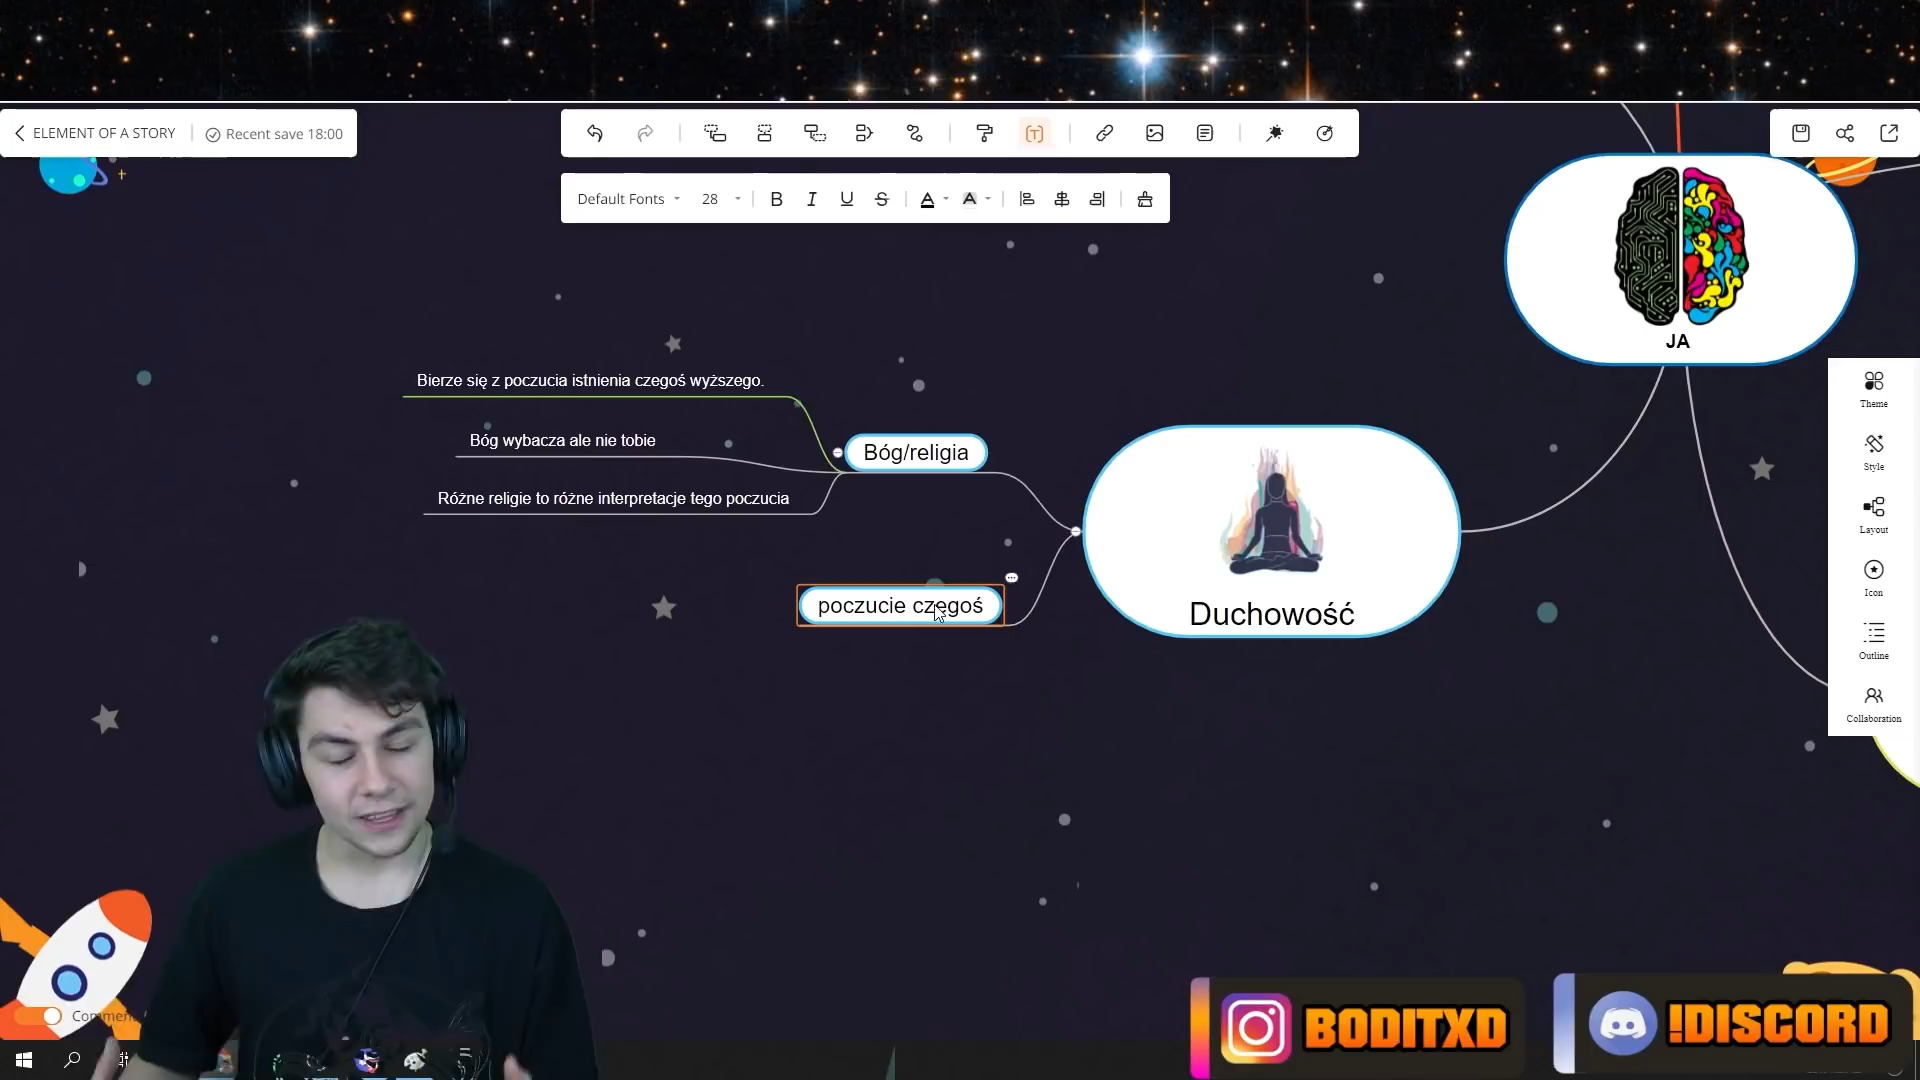 ELEMENT OF A STORY
Recent save 18:00
Default Fonts
28
B
I
U
S
A
A
JA
Theme
Style
Layout
Icon
Outline
Collaboration
Bierze się z poczucia istnienia czegoś wyższego.
Bóg wybacza ale nie tobie
Różne religie to różne interpretacje tego poczucia
Bóg/religia
poczucie czegoś
Duchowość
BODITXD
!DISCORD